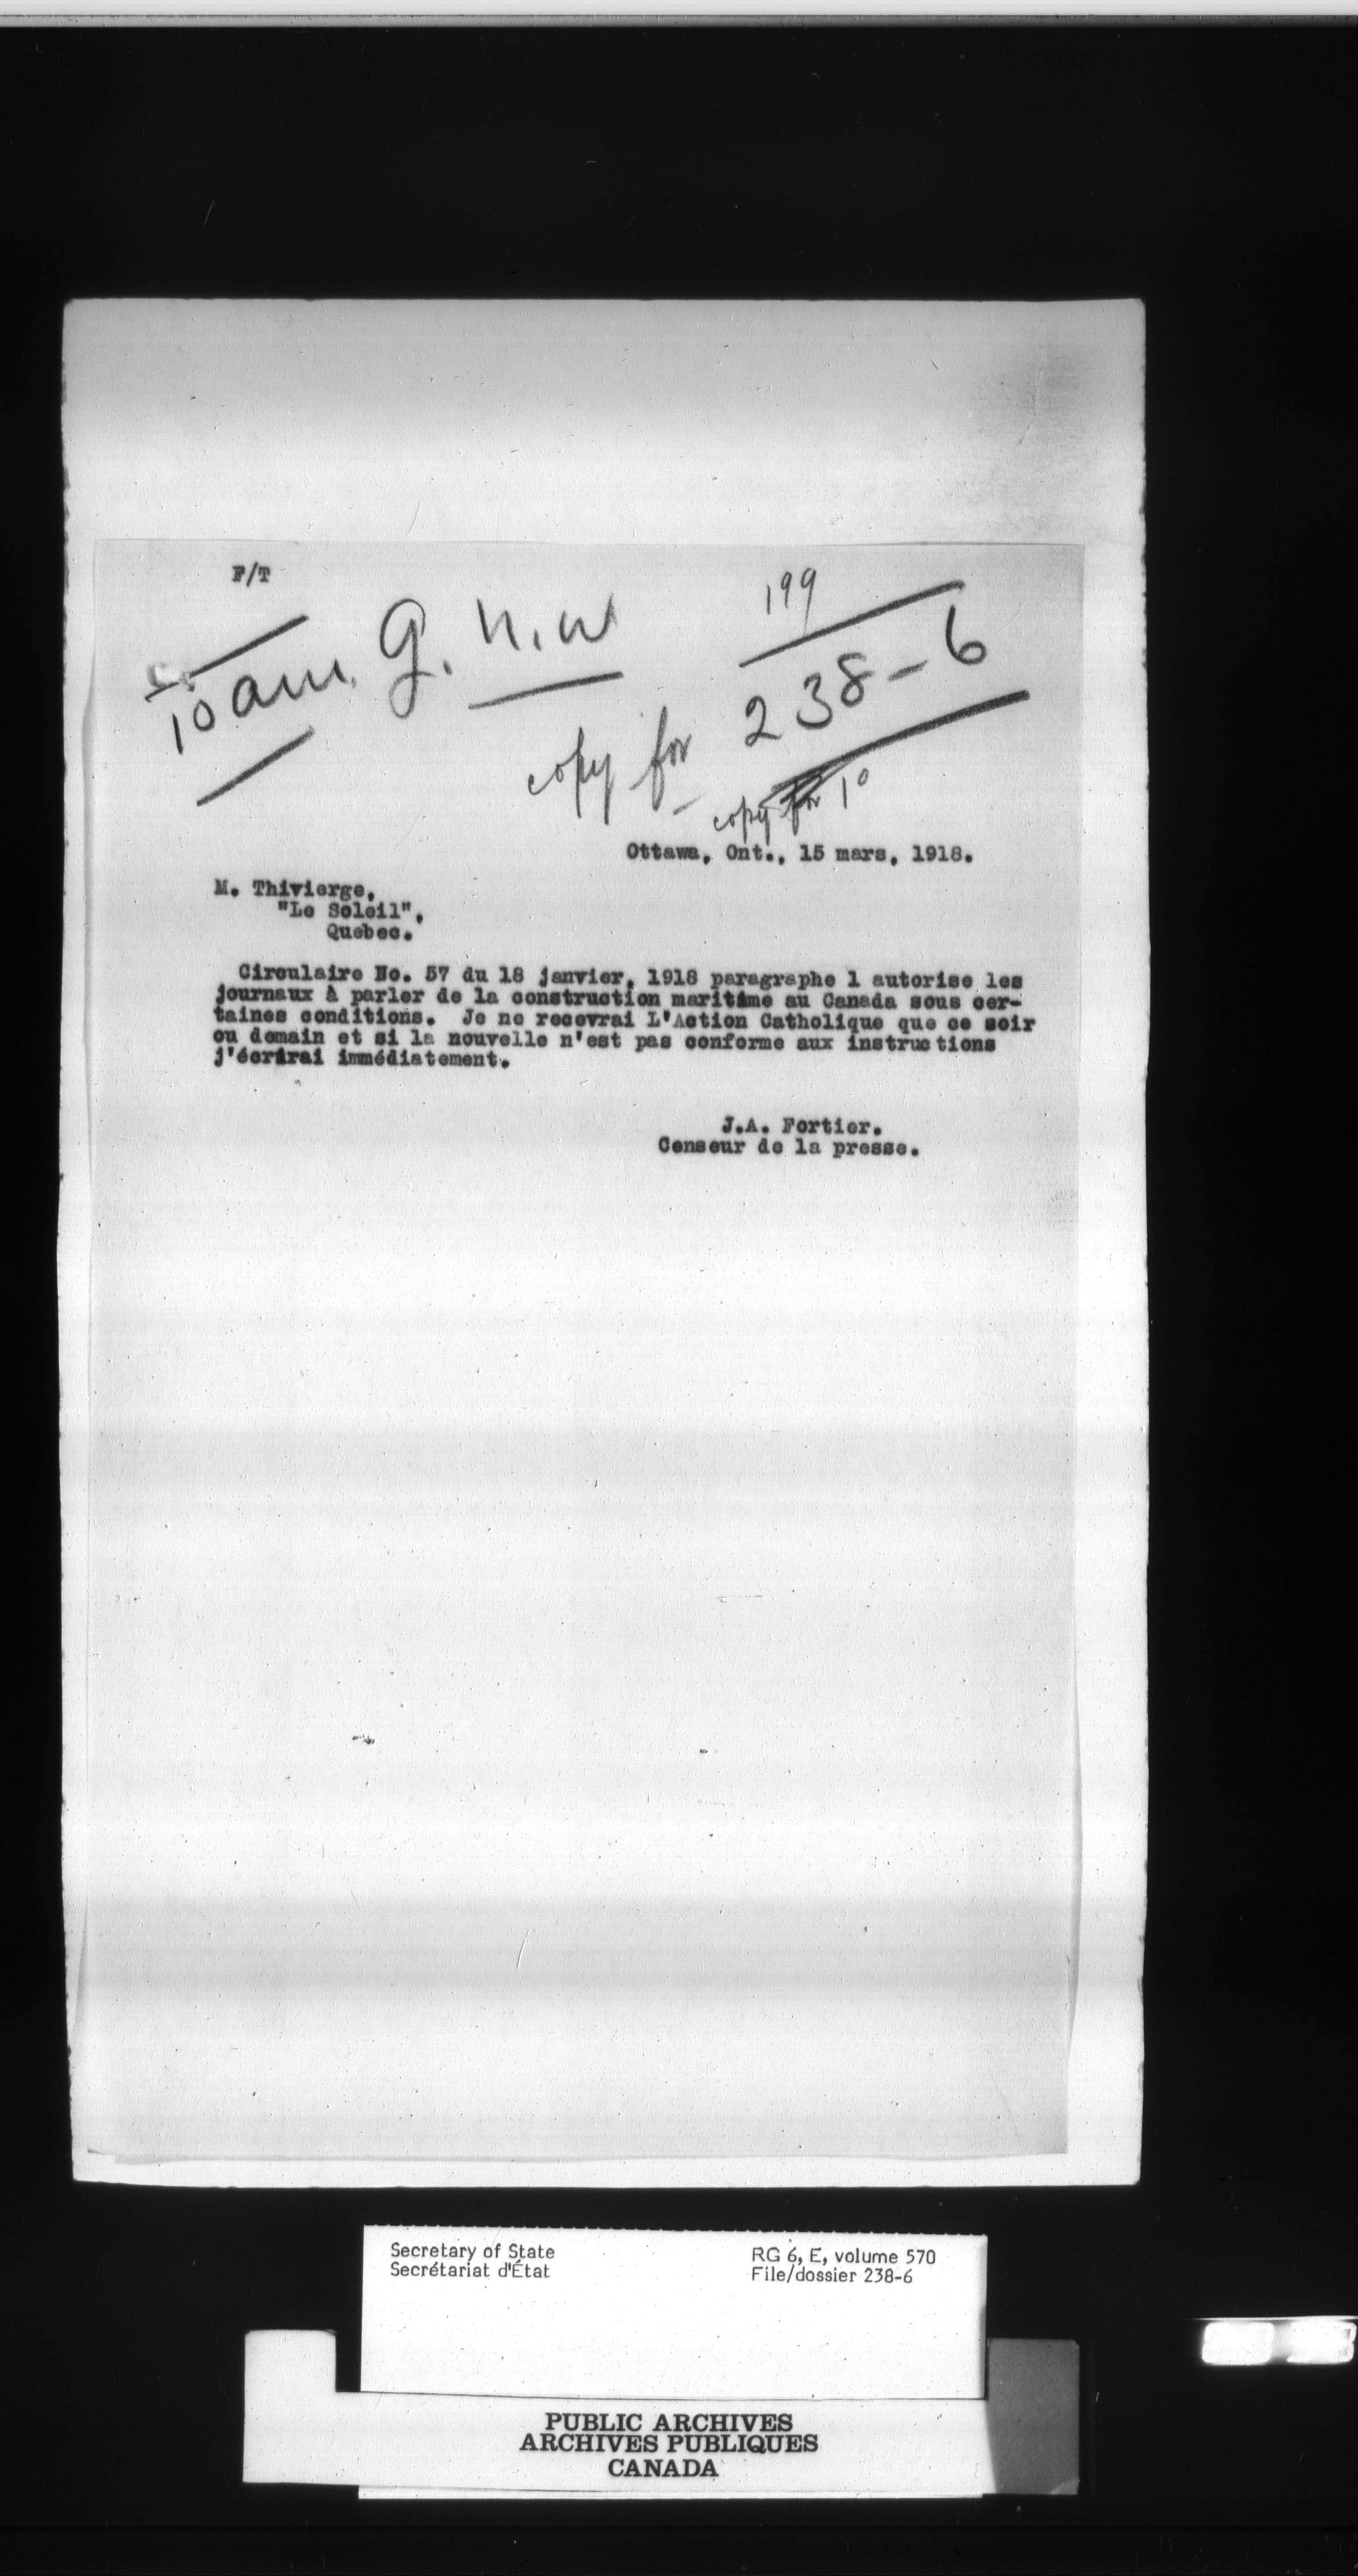 F/T
199
10 am. G. N. W
238-6
copy for
copy for 10
Ottawa, Ont., 15 mars, 1918.
M. Thivierge,
"Le Soleil",
Quebec.
Circulaire No. 57 du 18 janvier, 1918 paragraphe 1 autorise les
journaux à parler de la construction maritime au Canada sous cer-
taines conditions. Je ne recevrai L'Action Catholique que ce soir
ou demain et si la nouvelle n'est pas conforme aux instructions
j'écrirai immédiatement.
J.A. Fortier.
Censeur de la presse.
Secretary of State
Secrétariat d'État
RG 6, E, volume 570
File/dossier 238-6
PUBLIC ARCHIVES
ARCHIVES PUBLIQUES
CANADA